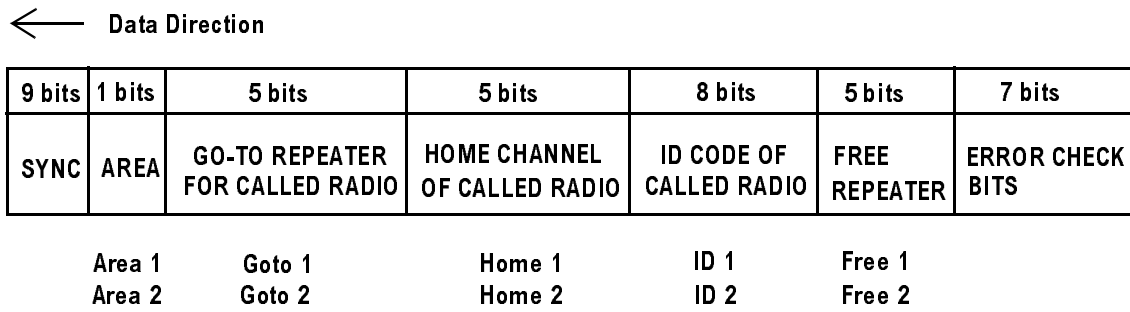 Data Direction
9 bits 1 bits 5 bits 5 bits 8 bits 5 bits 7 bits
SYNC AREA GO-TO REPEATER FOR CALLED RADIO HOME CHANNEL OF CALLED RADIO ID CODE OF CALLED RADIO FREE REPEATER ERROR CHECK BITS
Area 1 Goto 1 Home 1 ID 1 Free 1
Area 2 Goto 2 Home 2 ID 2 Free 2